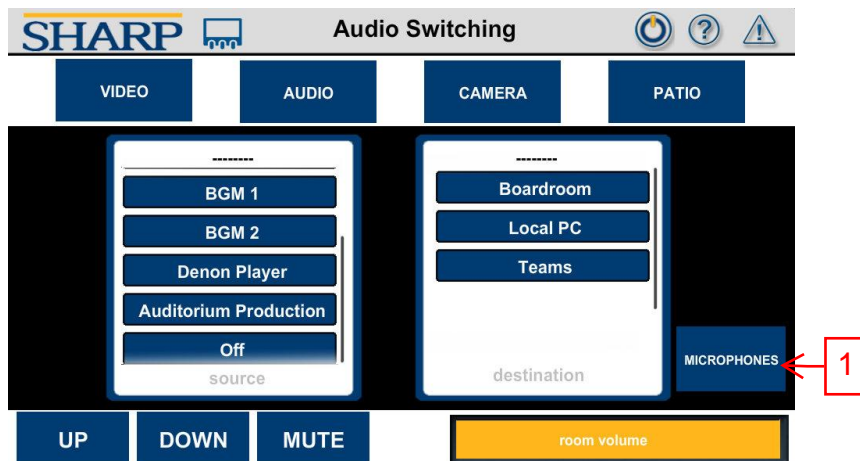 SHARP Audio Switching ?
VIDEO AUDIO CAMERA PATIO
--------
BGM 1
BGM 2
Denon Player
Auditorium Production
Off
source
--------
Boardroom
Local PC
Teams
destination
MICROPHONES
1
UP DOWN MUTE
room volume